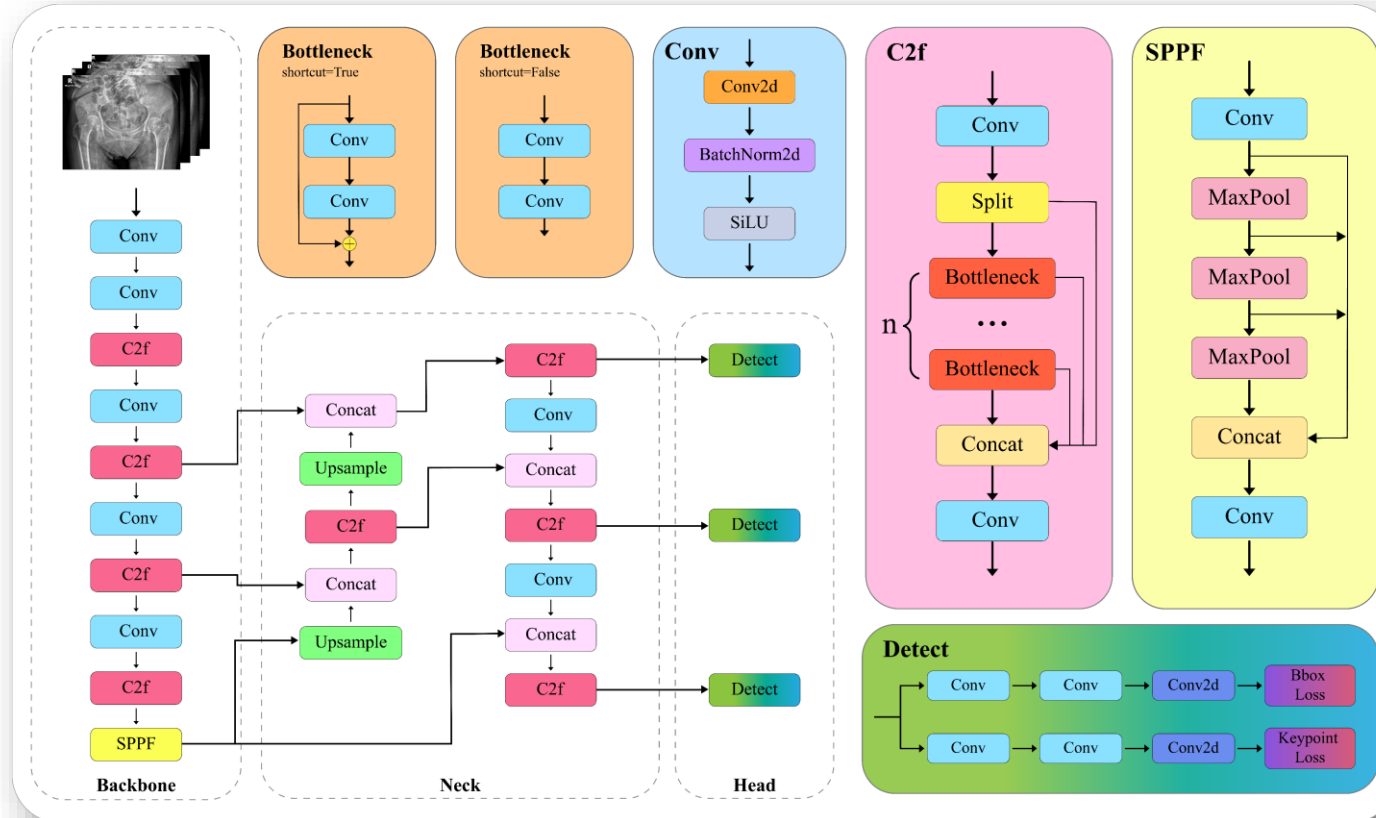 Bottleneck
shortcut=True
Conv
Conv
+
Bottleneck
shortcut=False
Conv
Conv
Conv
Conv2d
BatchNorm2d
SiLU
C2f
Conv
Split
Bottleneck
n
...
Bottleneck
Concat
Conv
SPPF
Conv
MaxPool
MaxPool
MaxPool
Concat
Conv
R
Conv
Conv
C2f
Conv
C2f
Conv
C2f
Conv
C2f
SPPF
Backbone
Concat
Upsample
C2f
Concat
Upsample
C2f
Conv
Concat
C2f
Conv
Concat
C2f
Neck
Detect
Detect
Detect
Head
Detect
Conv
Conv
Conv2d
Bbox
Loss
Conv
Conv
Conv2d
Keypoint
Loss